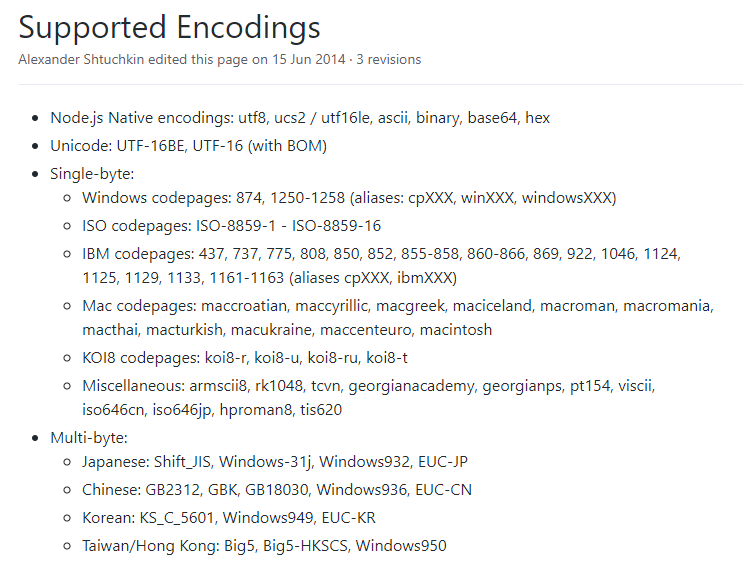 Supported Encodings
Alexander Shtuchkin edited this page on 15 Jun 2014 · 3 revisions
• Node.js Native encodings: utf8, ucs2 / utf16le, ascii, binary, base64, hex
• Unicode: UTF-16BE, UTF-16 (with BOM)
• Single-byte:
◦ Windows codepages: 874, 1250-1258 (aliases: cpXXX, winXXX, windowsXXX)
◦ ISO codepages: ISO-8859-1 - ISO-8859-16
◦ IBM codepages: 437, 737, 775, 808, 850, 852, 855-858, 860-866, 869, 922, 1046, 1124,
1125, 1129, 1133, 1161-1163 (aliases cpXXX, ibmXXX)
◦ Mac codepages: maccroatian, maccyrillic, macgreek, maciceland, macroman, macromania,
macthai, macturkish, macukraine, maccenteuro, macintosh
◦ KOI8 codepages: koi8-r, koi8-u, koi8-ru, koi8-t
◦ Miscellaneous: armscii8, rk1048, tcvn, georgianacademy, georgianps, pt154, viscii,
iso646cn, iso646jp, hproman8, tis620
• Multi-byte:
◦ Japanese: Shift_JIS, Windows-31j, Windows932, EUC-JP
◦ Chinese: GB2312, GBK, GB18030, Windows936, EUC-CN
◦ Korean: KS_C_5601, Windows949, EUC-KR
◦ Taiwan/Hong Kong: Big5, Big5-HKSCS, Windows950